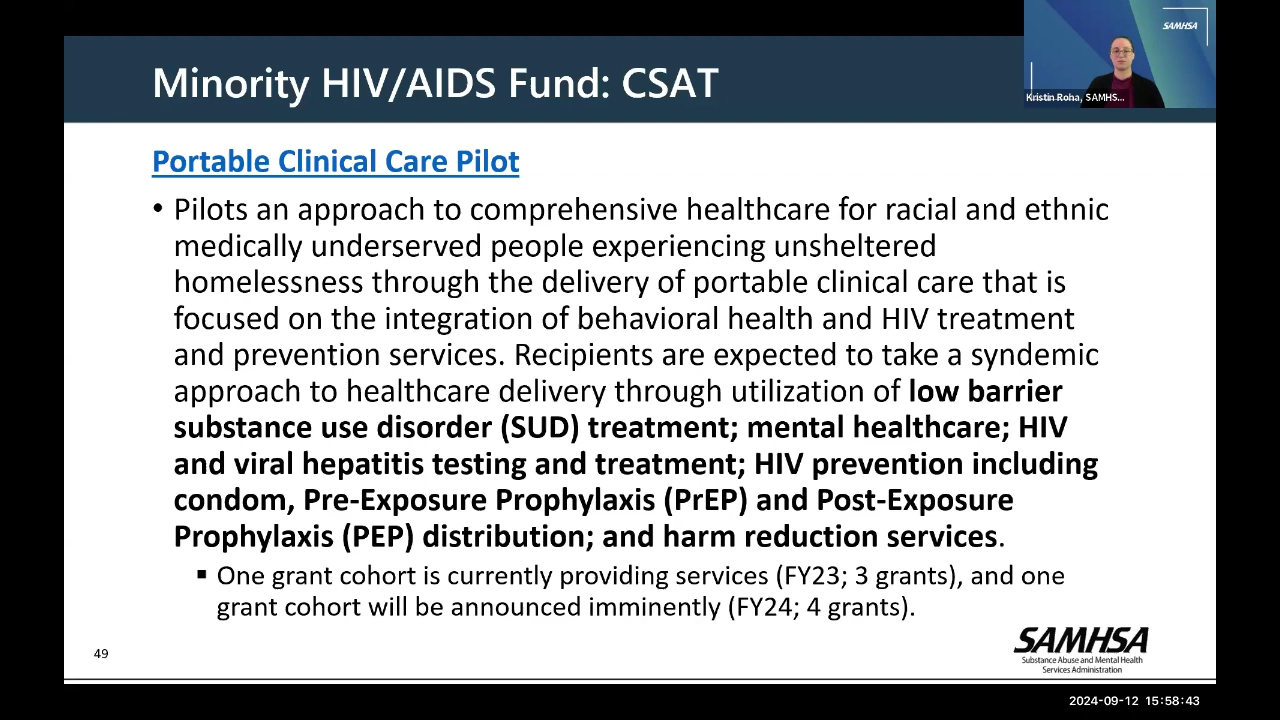 Minority HIV/AIDS Fund: CSAT
SAMHSA
Kristin Roha, SAMHS...
Portable Clinical Care Pilot
• Pilots an approach to comprehensive healthcare for racial and ethnic
medically underserved people experiencing unsheltered
homelessness through the delivery of portable clinical care that is
focused on the integration of behavioral health and HIV treatment
and prevention services. Recipients are expected to take a syndemic
approach to healthcare delivery through utilization of low barrier
substance use disorder (SUD) treatment; mental healthcare; HIV
and viral hepatitis testing and treatment; HIV prevention including
condom, Pre-Exposure Prophylaxis (PrEP) and Post-Exposure
Prophylaxis (PEP) distribution; and harm reduction services.
▪ One grant cohort is currently providing services (FY23; 3 grants), and one
grant cohort will be announced imminently (FY24; 4 grants).
49
SAMHSA
Substance Abuse and Mental Health
Services Administration
2024-09-12 15:58:43